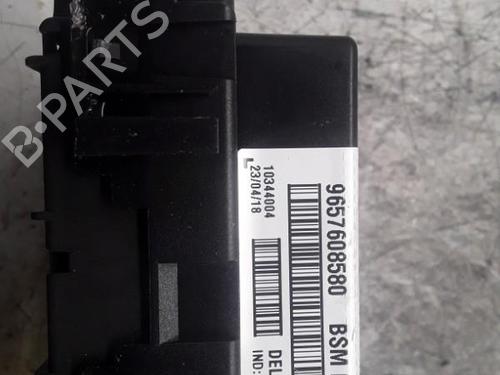 B-PARTS
9657608580 BSM
10344004
23/04/18
DEL
IND: